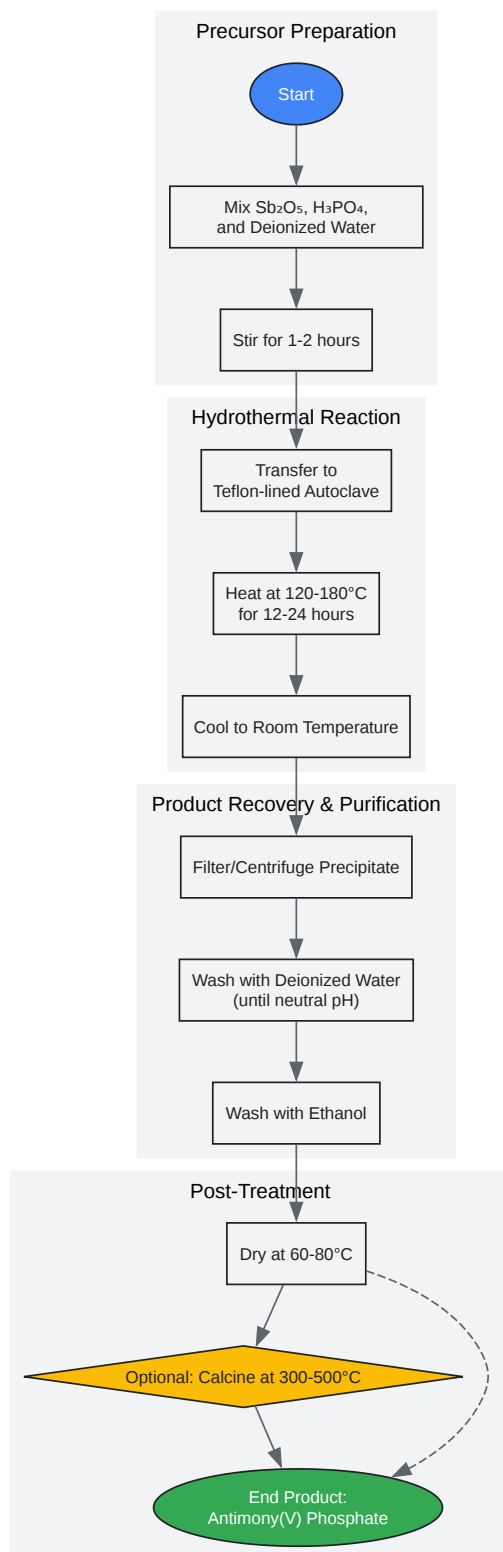 Precursor Preparation
Start
Mix Sb₂O₅, H₃PO₄,
and Deionized Water
Stir for 1-2 hours
Hydrothermal Reaction
Transfer to
Teflon-lined Autoclave
Heat at 120-180°C
for 12-24 hours
Cool to Room Temperature
Product Recovery & Purification
Filter/Centrifuge Precipitate
Wash with Deionized Water
(until neutral pH)
Wash with Ethanol
Post-Treatment
Dry at 60-80°C
Optional: Calcine at 300-500°C
End Product:
Antimony(V) Phosphate